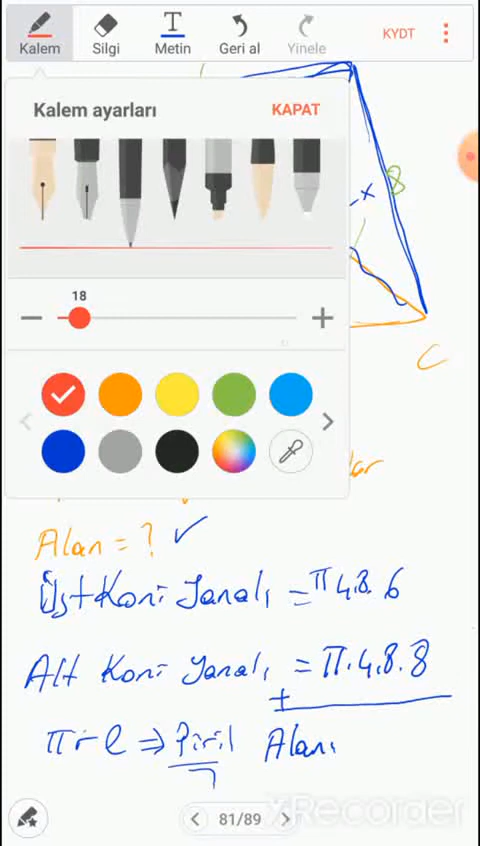 Kalem Silgi Metin Geri al Yinele KYDT
Kalem ayarları KAPAT
8
x
18
C
Alan = ? ✓
Üst Koni Yanalı = π 4,8. 6
Alt Koni Yanalı = π. 4,8. 8
+
π r l ⇒ Piril Alanı
81/89
XRecorder